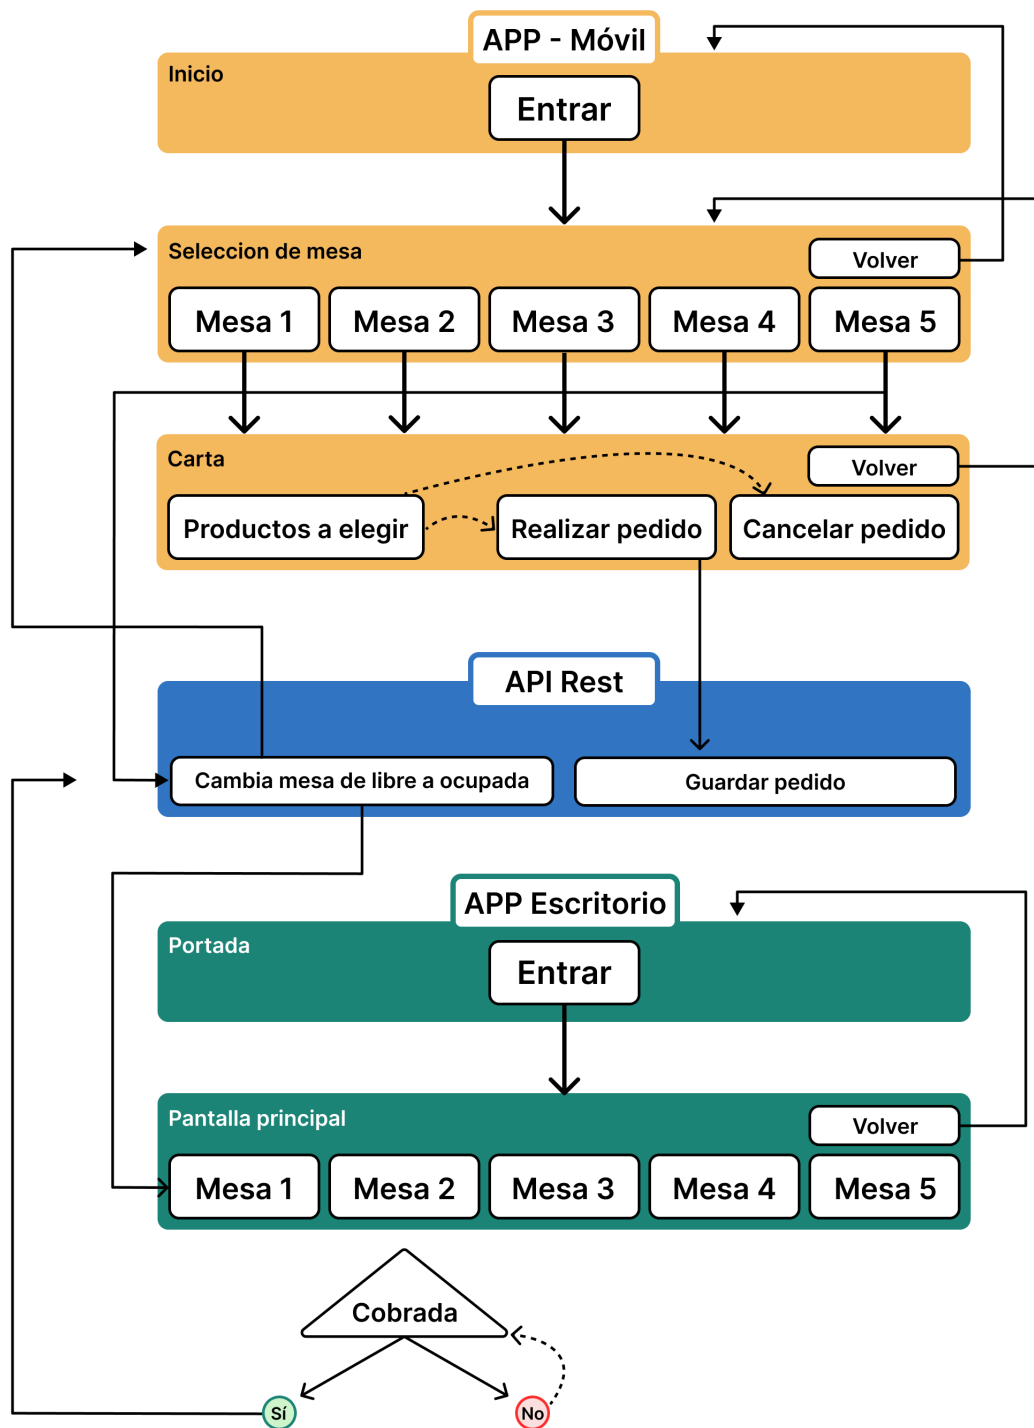 APP - Móvil
Inicio
Entrar
Seleccion de mesa
Volver
Mesa 1
Mesa 2
Mesa 3
Mesa 4
Mesa 5
Carta
Volver
Productos a elegir
Realizar pedido
Cancelar pedido
API Rest
Cambia mesa de libre a ocupada
Guardar pedido
APP Escritorio
Portada
Entrar
Pantalla principal
Volver
Mesa 1
Mesa 2
Mesa 3
Mesa 4
Mesa 5
Cobrada
Sí
No